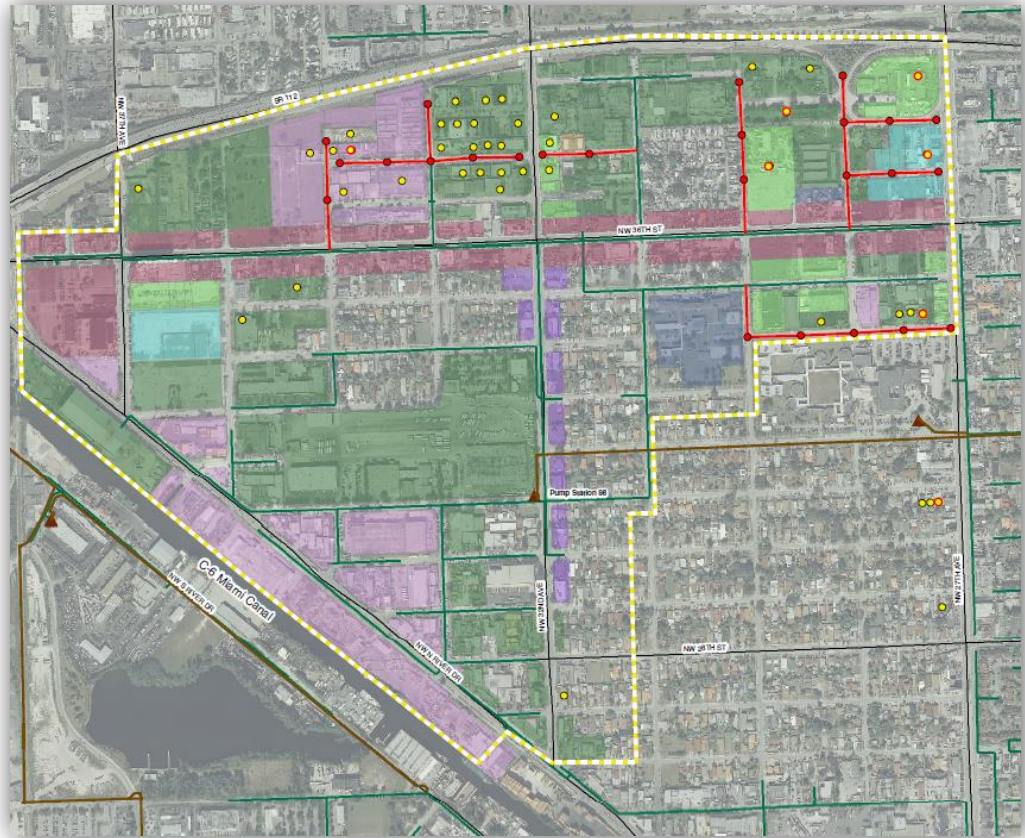 SR 112
NW 37TH AVE
NW 36TH ST
Pump Station 98
C-6 Miami Canal
NW S RIVER DR
NW N RIVER DR
NW 32ND AVE
NW 27TH AVE
NW 28TH ST